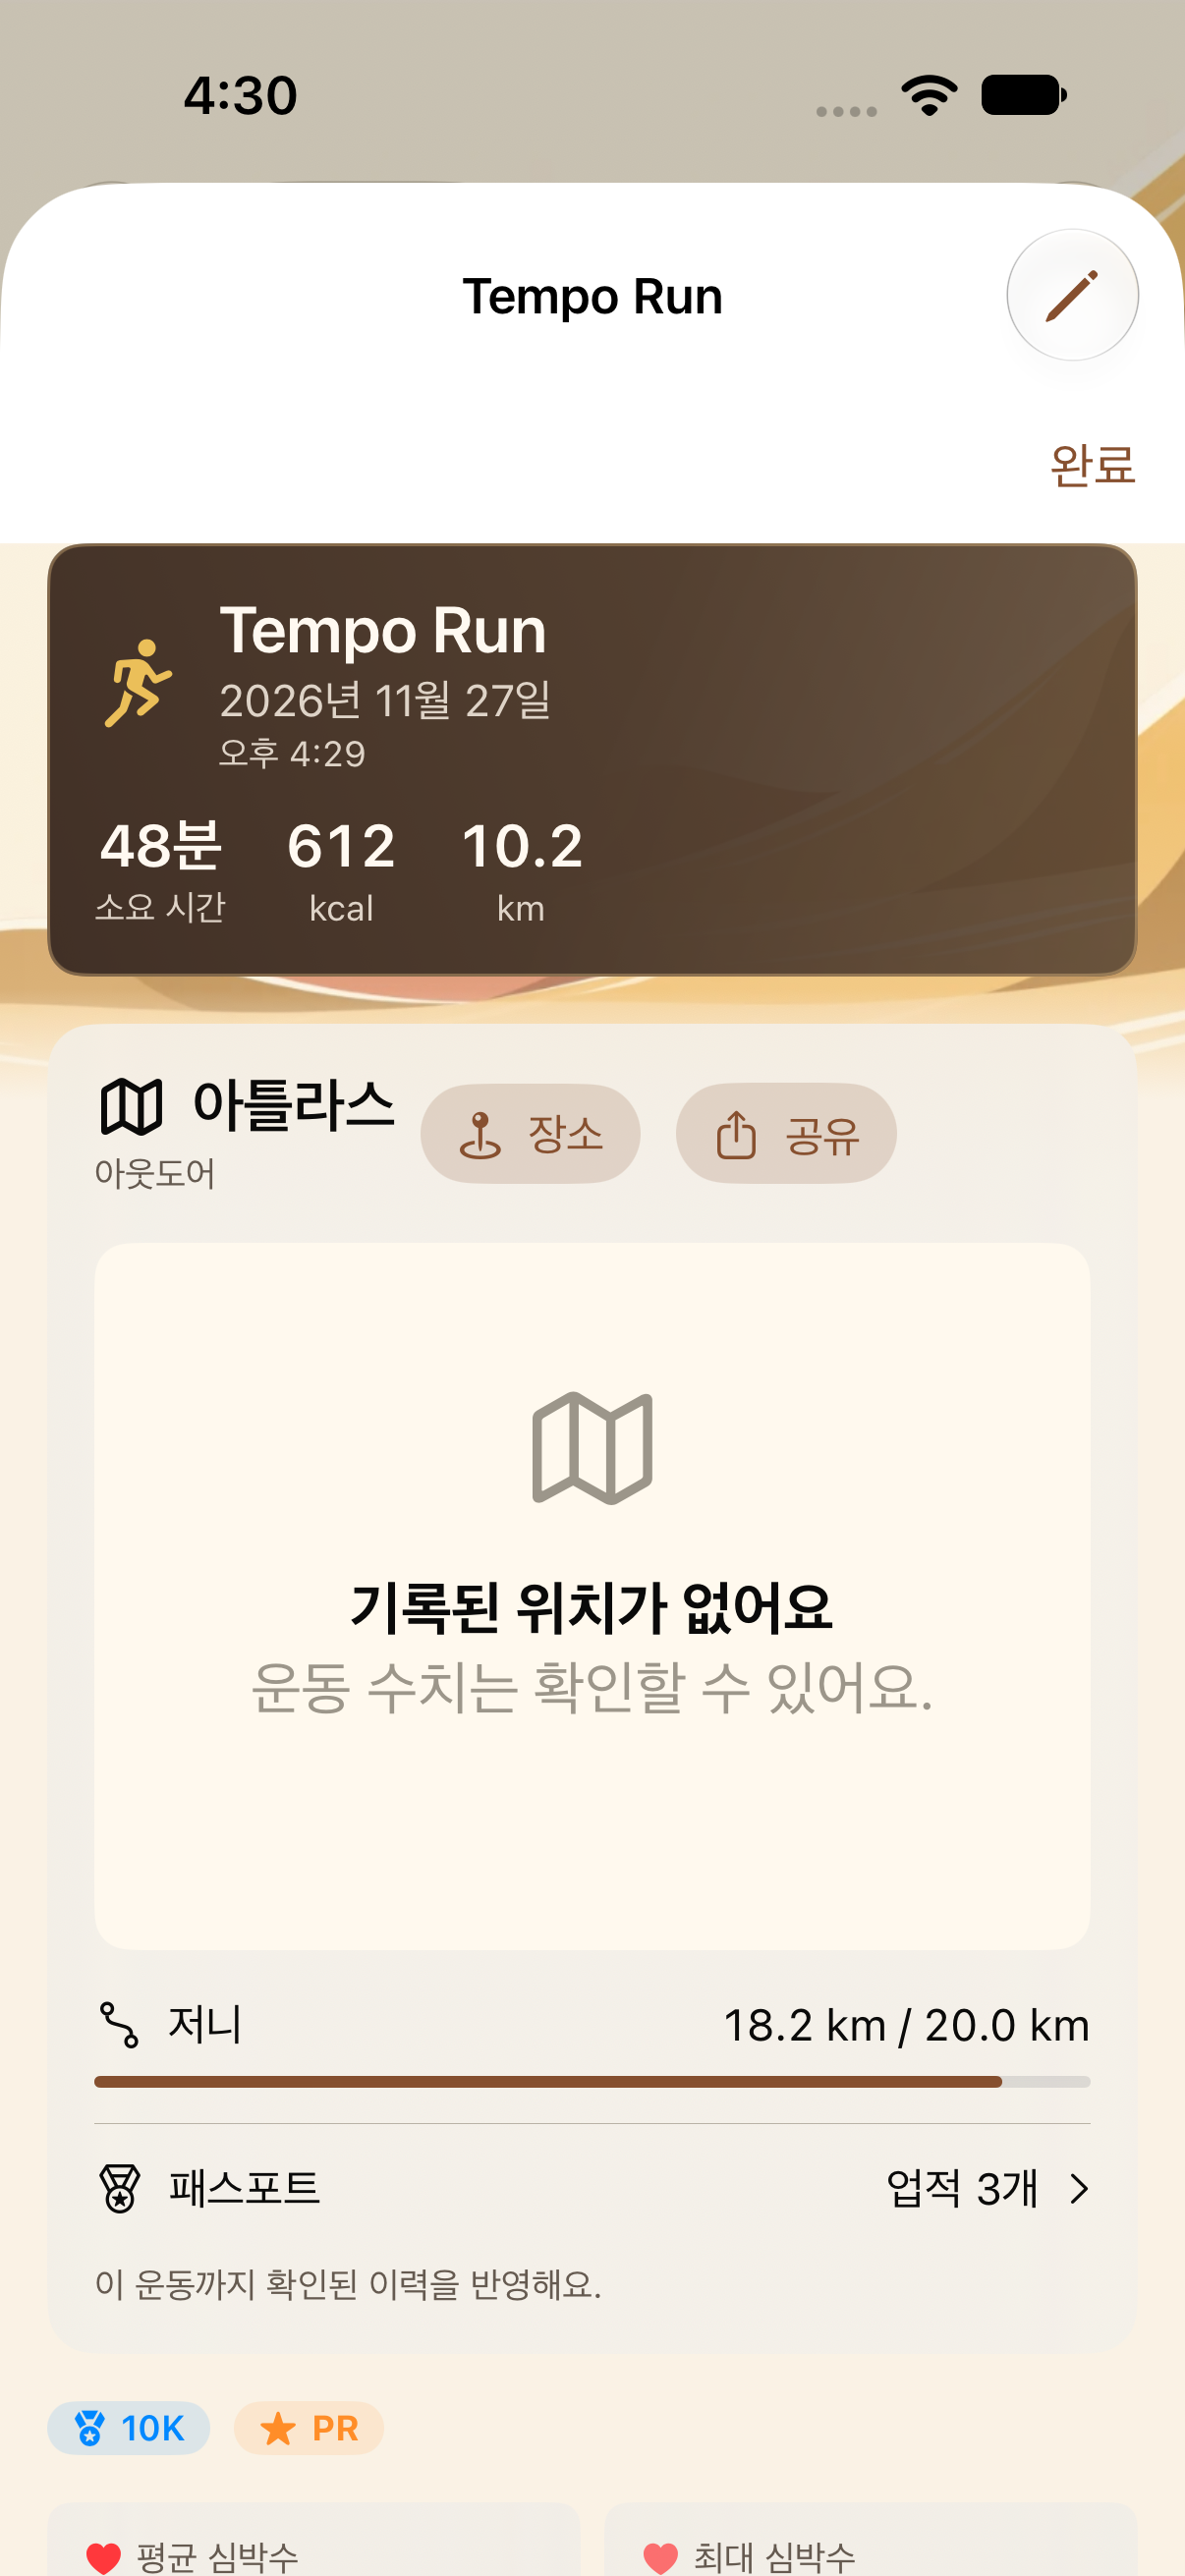 4:30
Tempo Run
완료
Tempo Run
2026년 11월 27일
오후 4:29
48분 612 10.2
소요 시간 kcal km
아틀라스
아웃도어
장소
공유
기록된 위치가 없어요
운동 수치는 확인할 수 있어요.
저니 18.2 km / 20.0 km
패스포트 업적 3개
이 운동까지 확인된 이력을 반영해요.
10K PR
평균 심박수 최대 심박수